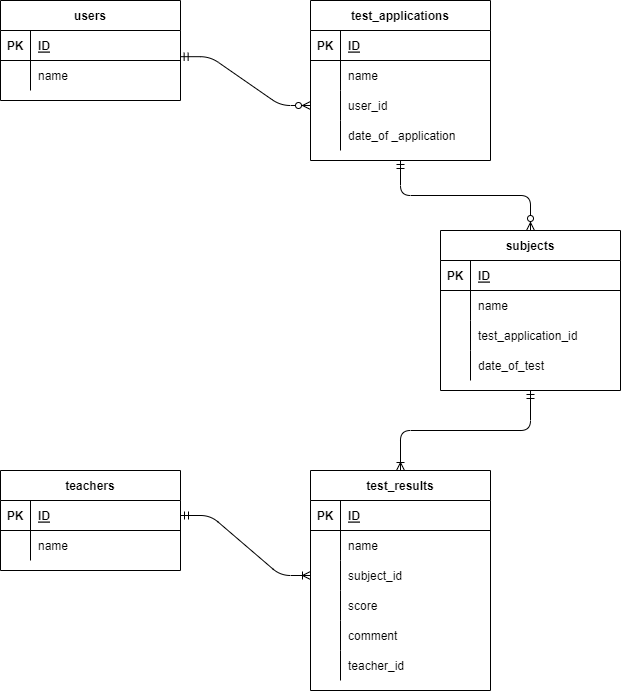 users
PK ID
name
test_applications
PK ID
name
user_id
date_of _application
subjects
PK ID
name
test_application_id
date_of_test
teachers
PK ID
name
test_results
PK ID
name
subject_id
score
comment
teacher_id